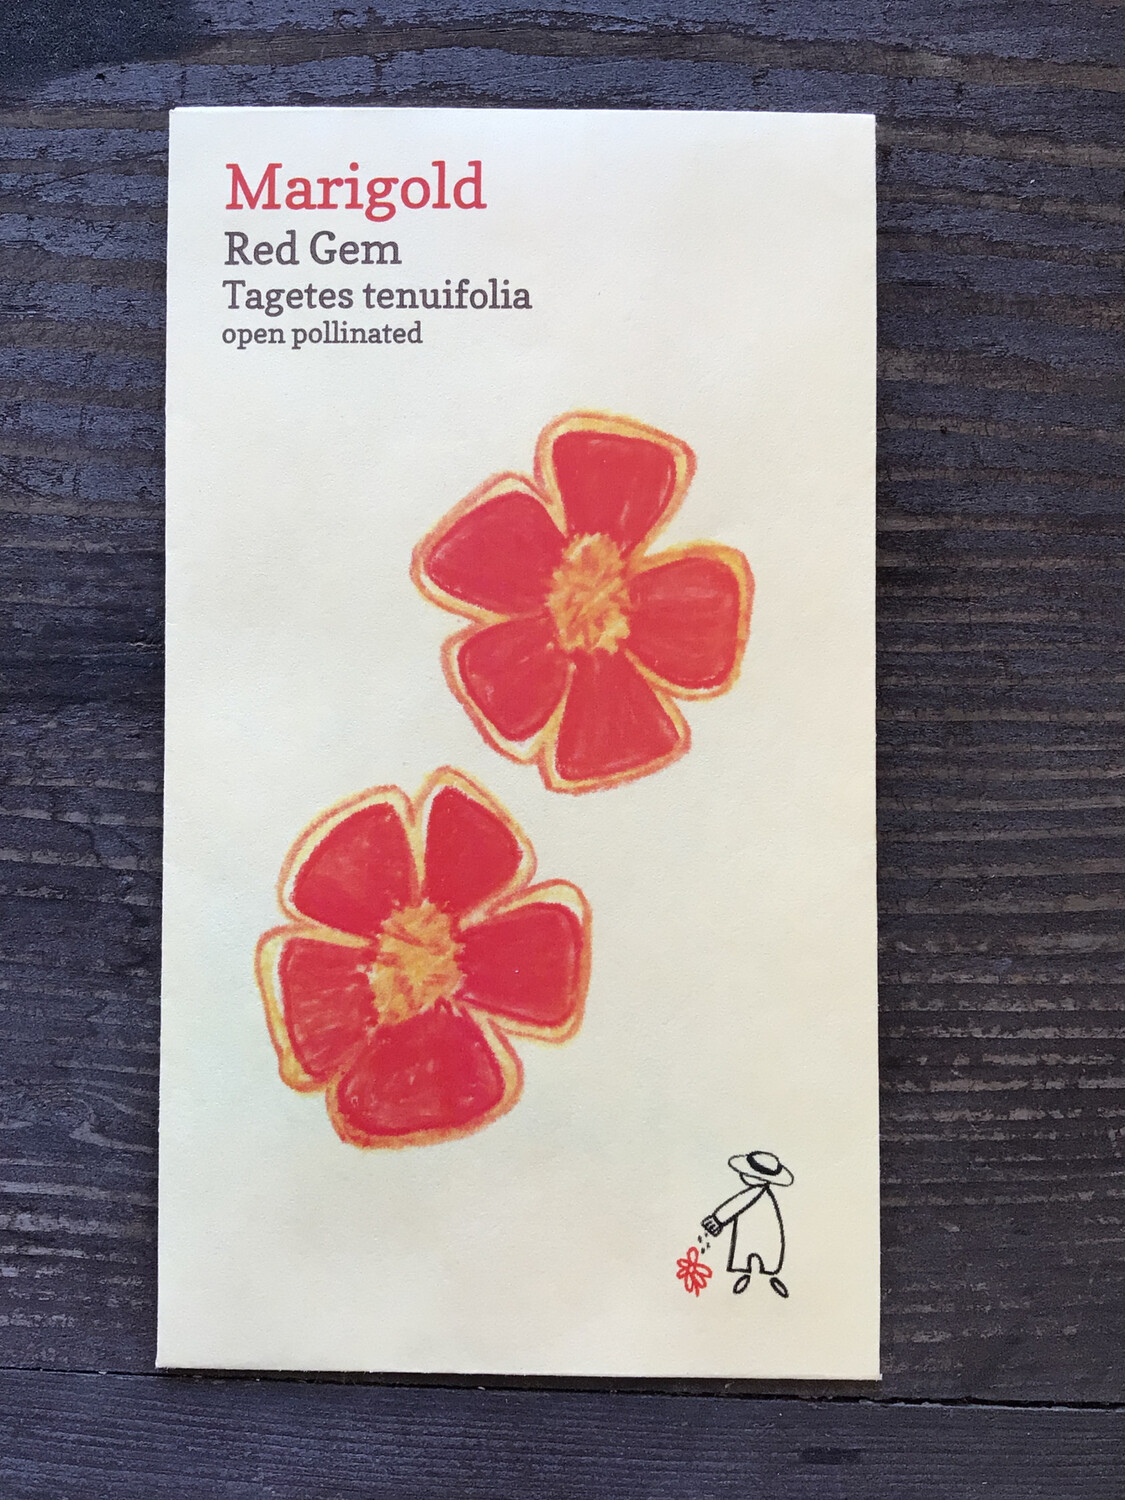 Marigold
Red Gem
Tagetes tenuifolia
open pollinated